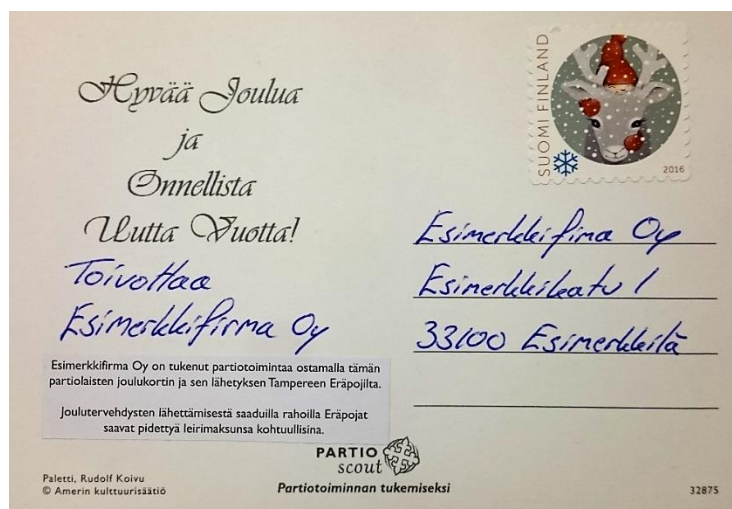 Hyvää Joulua
ja
Onnellista
Uutta Vuotta!
Toivottaa
Esimerkkifirma Oy
Esimerkkifirma Oy on tukenut partiotoimintaa ostamalla tämän
partiolaisten joulukortin ja sen lähetyksen Tampereen Eräpojilta.
Joulutervehdysten lähettämisestä saaduilla rahoilla Eräpojat
saavat pidettyä leirimaksunsa kohtuullisina.
SUOMI FINLAND
2016
Esimerkkifirma Oy
Esimerkkikatu 1
33100 Esimerkkilä
PARTIO
scout
Partiotoiminnan tukemiseksi
Paletti, Rudolf Koivu
© Amerin kulttuurisäätiö
32875